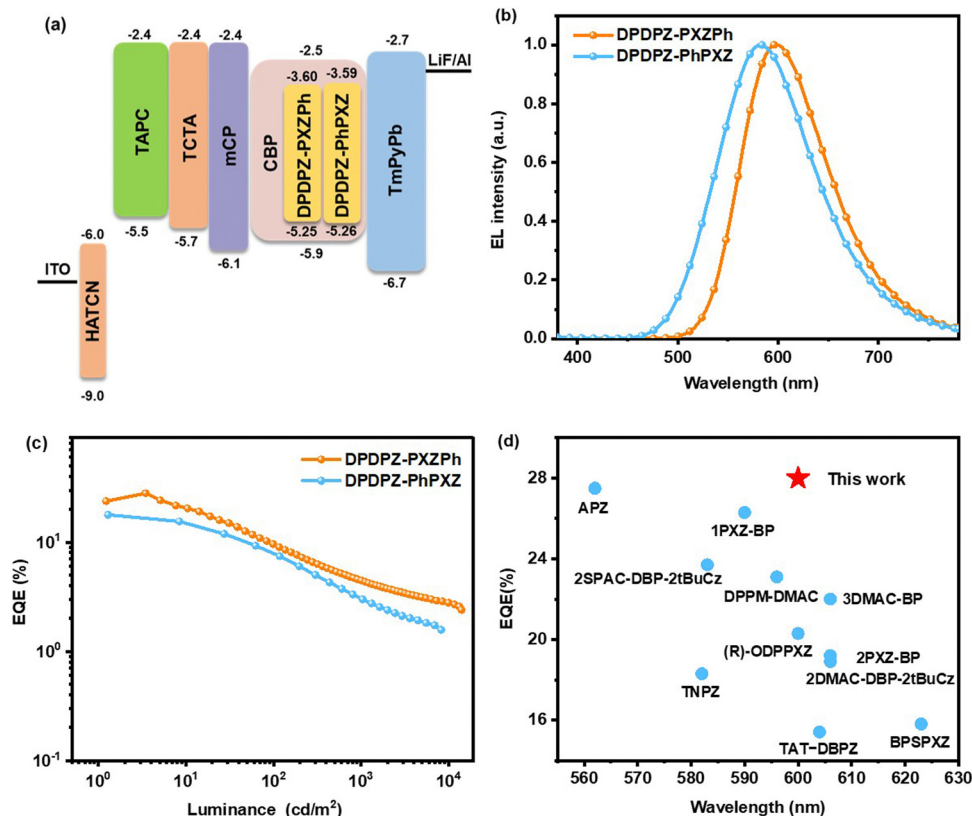 (a)
-2.4
-2.4
-2.4
-2.5
-2.7
LiF/Al
-3.60
-3.59
TAPC
TCTA
mCP
CBP
DPDPZ-PXZPh
DPDPZ-PhPXZ
TmPyPb
-5.5
-5.7
-6.1
-5.25
-5.26
-5.9
-6.7
-6.0
ITO
HATCN
-9.0
(b)
DPDPZ-PXZPh
DPDPZ-PhPXZ
EL intensity (a.u.)
1.0
0.8
0.6
0.4
0.2
0.0
400
500
600
700
Wavelength (nm)
(c)
DPDPZ-PXZPh
DPDPZ-PhPXZ
EQE (%)
10¹
10⁰
10⁻¹
10⁰
10¹
10²
10³
10⁴
Luminance (cd/m²)
(d)
This work
APZ
1PXZ-BP
2SPAC-DBP-2tBuCz
DPPM-DMAC
3DMAC-BP
(R)-ODPPXZ
2PXZ-BP
2DMAC-DBP-2tBuCz
TNPZ
TAT−DBPZ
BPSPXZ
EQE(%)
28
24
20
16
560
570
580
590
600
610
620
630
Wavelength (nm)